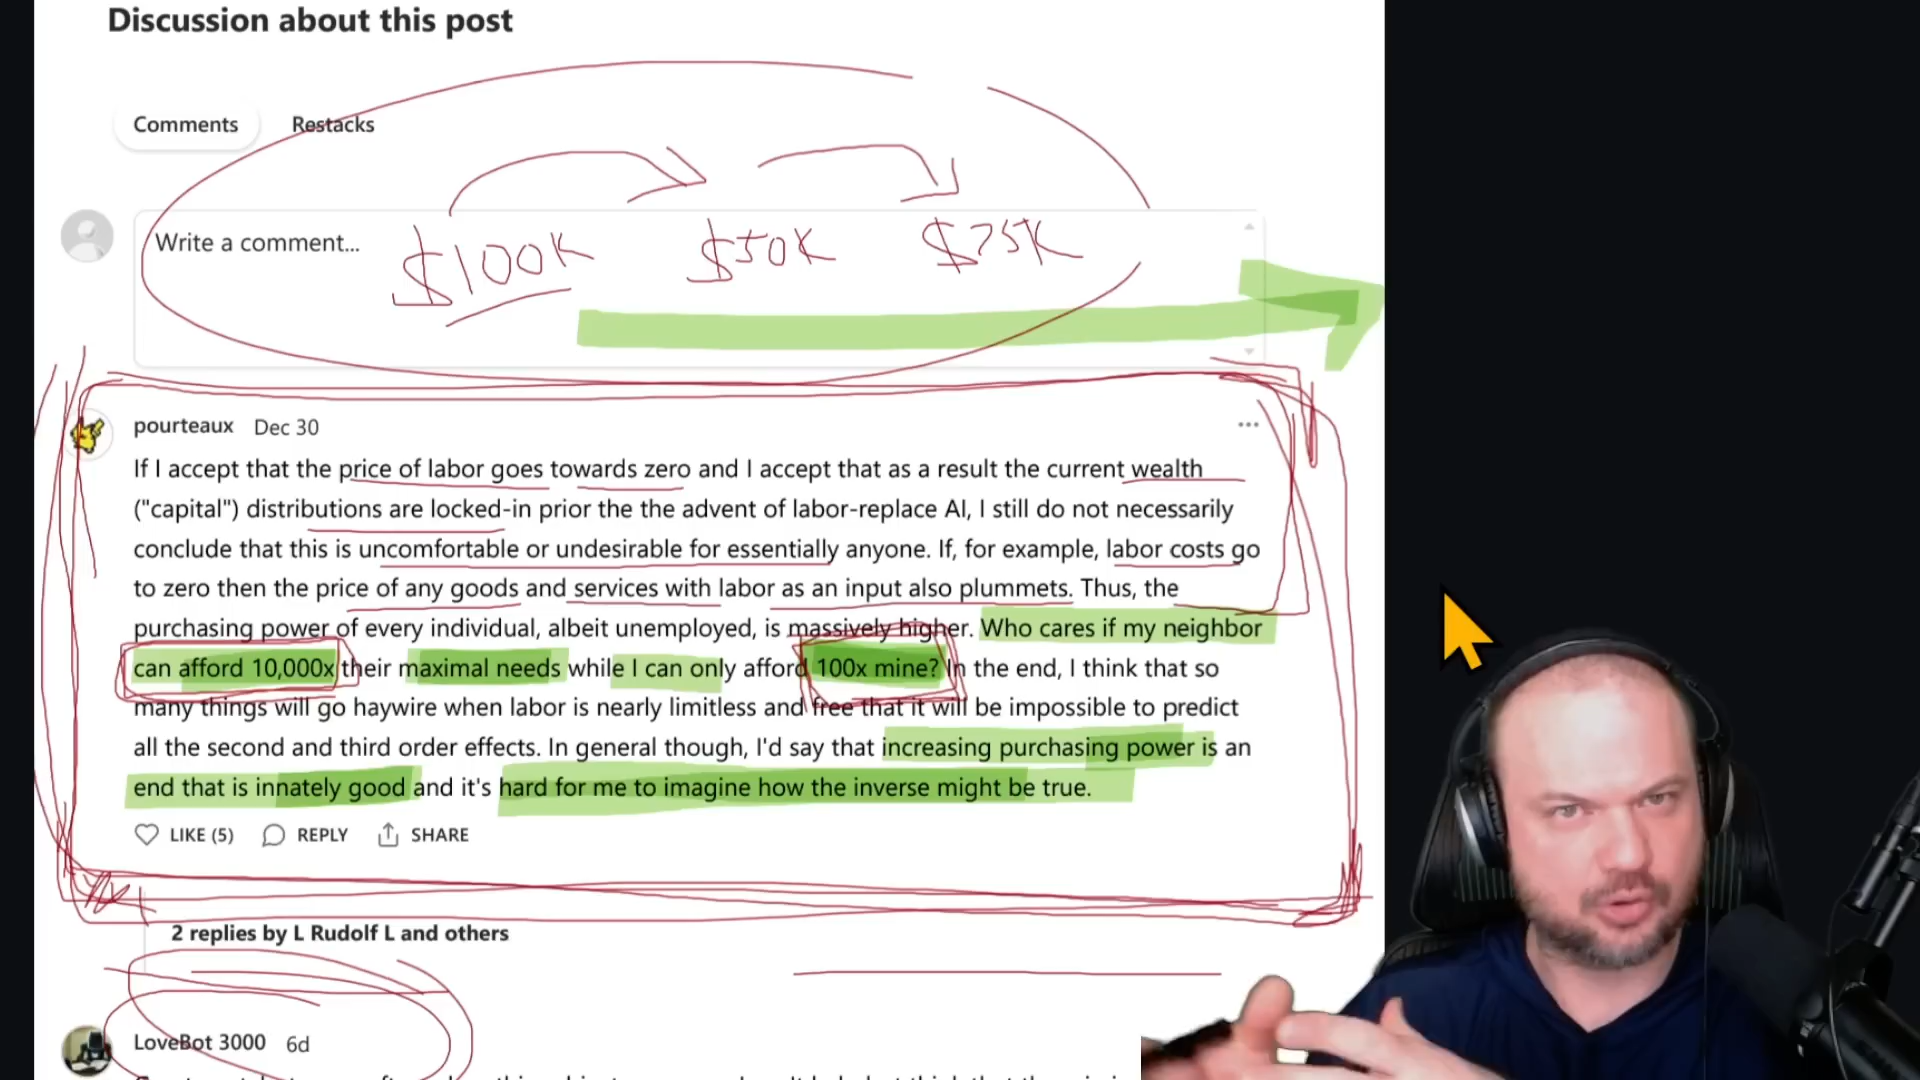 Discussion about this post
Comments Restacks
Write a comment...
$100K $50K $25K
pourteaux Dec 30
If I accept that the price of labor goes towards zero and I accept that as a result the current wealth
("capital") distributions are locked-in prior the the advent of labor-replace AI, I still do not necessarily
conclude that this is uncomfortable or undesirable for essentially anyone. If, for example, labor costs go
to zero then the price of any goods and services with labor as an input also plummets. Thus, the
purchasing power of every individual, albeit unemployed, is massively higher. Who cares if my neighbor
can afford 10,000x their maximal needs while I can only afford 100x mine? In the end, I think that so
many things will go haywire when labor is nearly limitless and free that it will be impossible to predict
all the second and third order effects. In general though, I'd say that increasing purchasing power is an
end that is innately good and it's hard for me to imagine how the inverse might be true.
LIKE (5) REPLY SHARE
2 replies by L Rudolf L and others
LoveBot 3000 6d